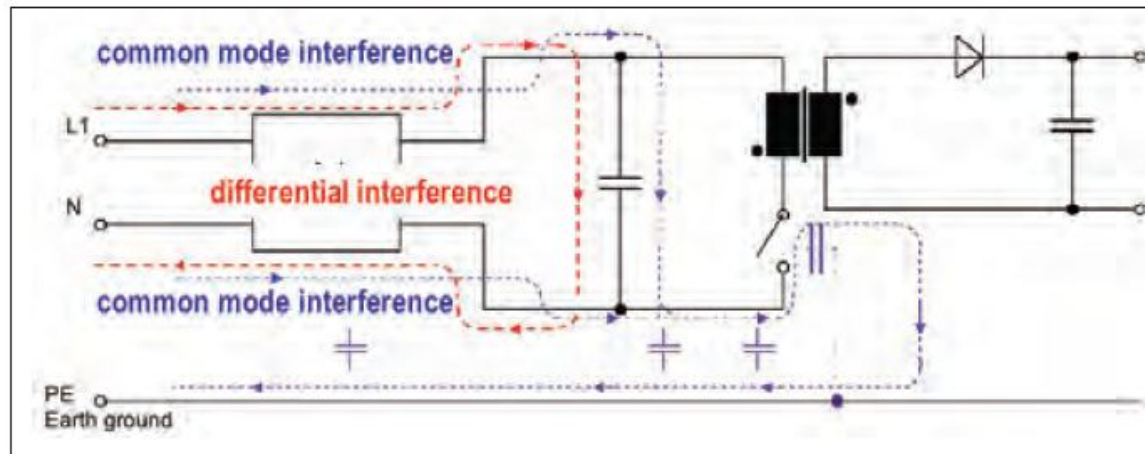 common mode interference
L1
differential interference
N
common mode interference
PE
Earth ground